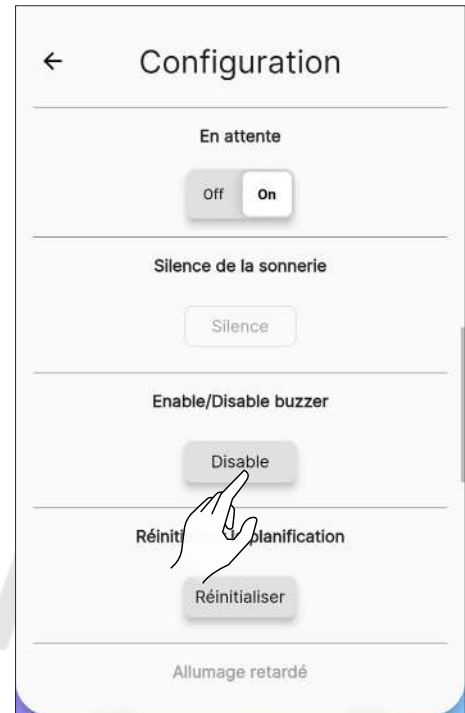 Configuration
En attente
Off On
Silence de la sonnerie
Silence
Enable/Disable buzzer
Disable
planification
Réinitialiser
Allumage retardé